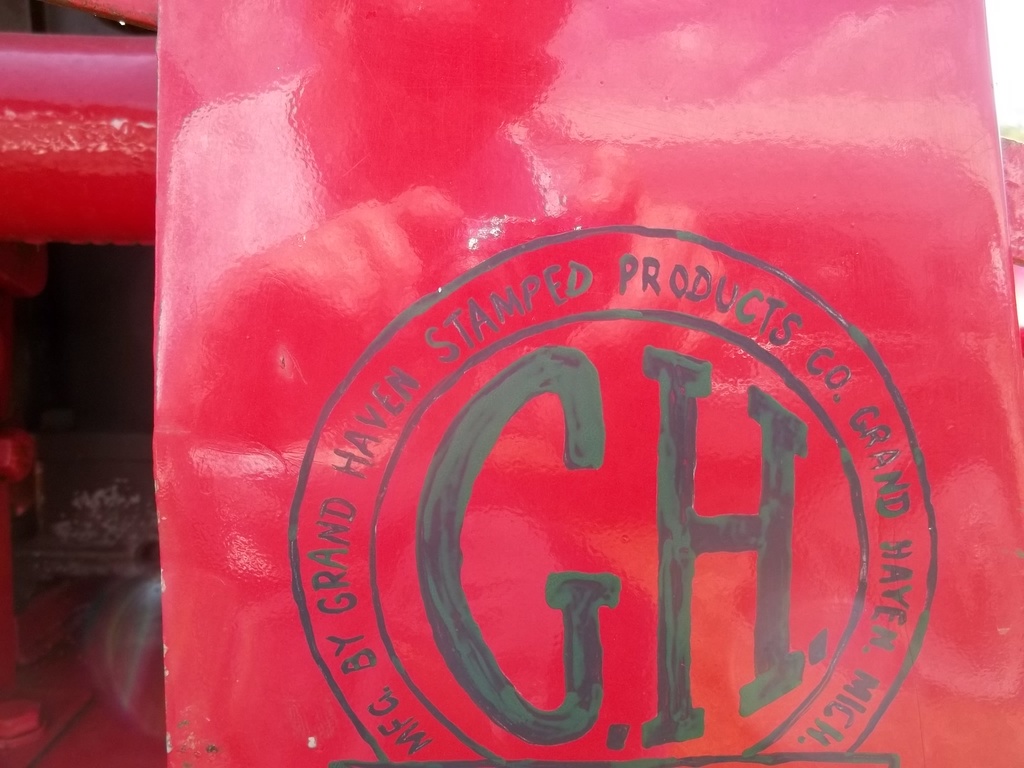 MFG. BY GRAND HAVEN STAMPED PRODUCTS CO. GRAND HAVEN. MICH.
G.H.